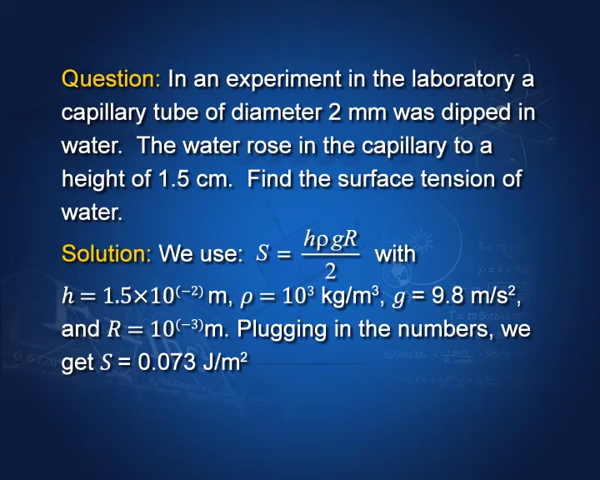 Question: In an experiment in the laboratory a
capillary tube of diameter 2 mm was dipped in
water. The water rose in the capillary to a
height of 1.5 cm. Find the surface tension of
water.
Solution: We use: S = hρgR/2 with
h = 1.5×10⁽⁻²⁾ m, ρ = 10³ kg/m³, g = 9.8 m/s²,
and R = 10⁽⁻³⁾m. Plugging in the numbers, we
get S = 0.073 J/m²